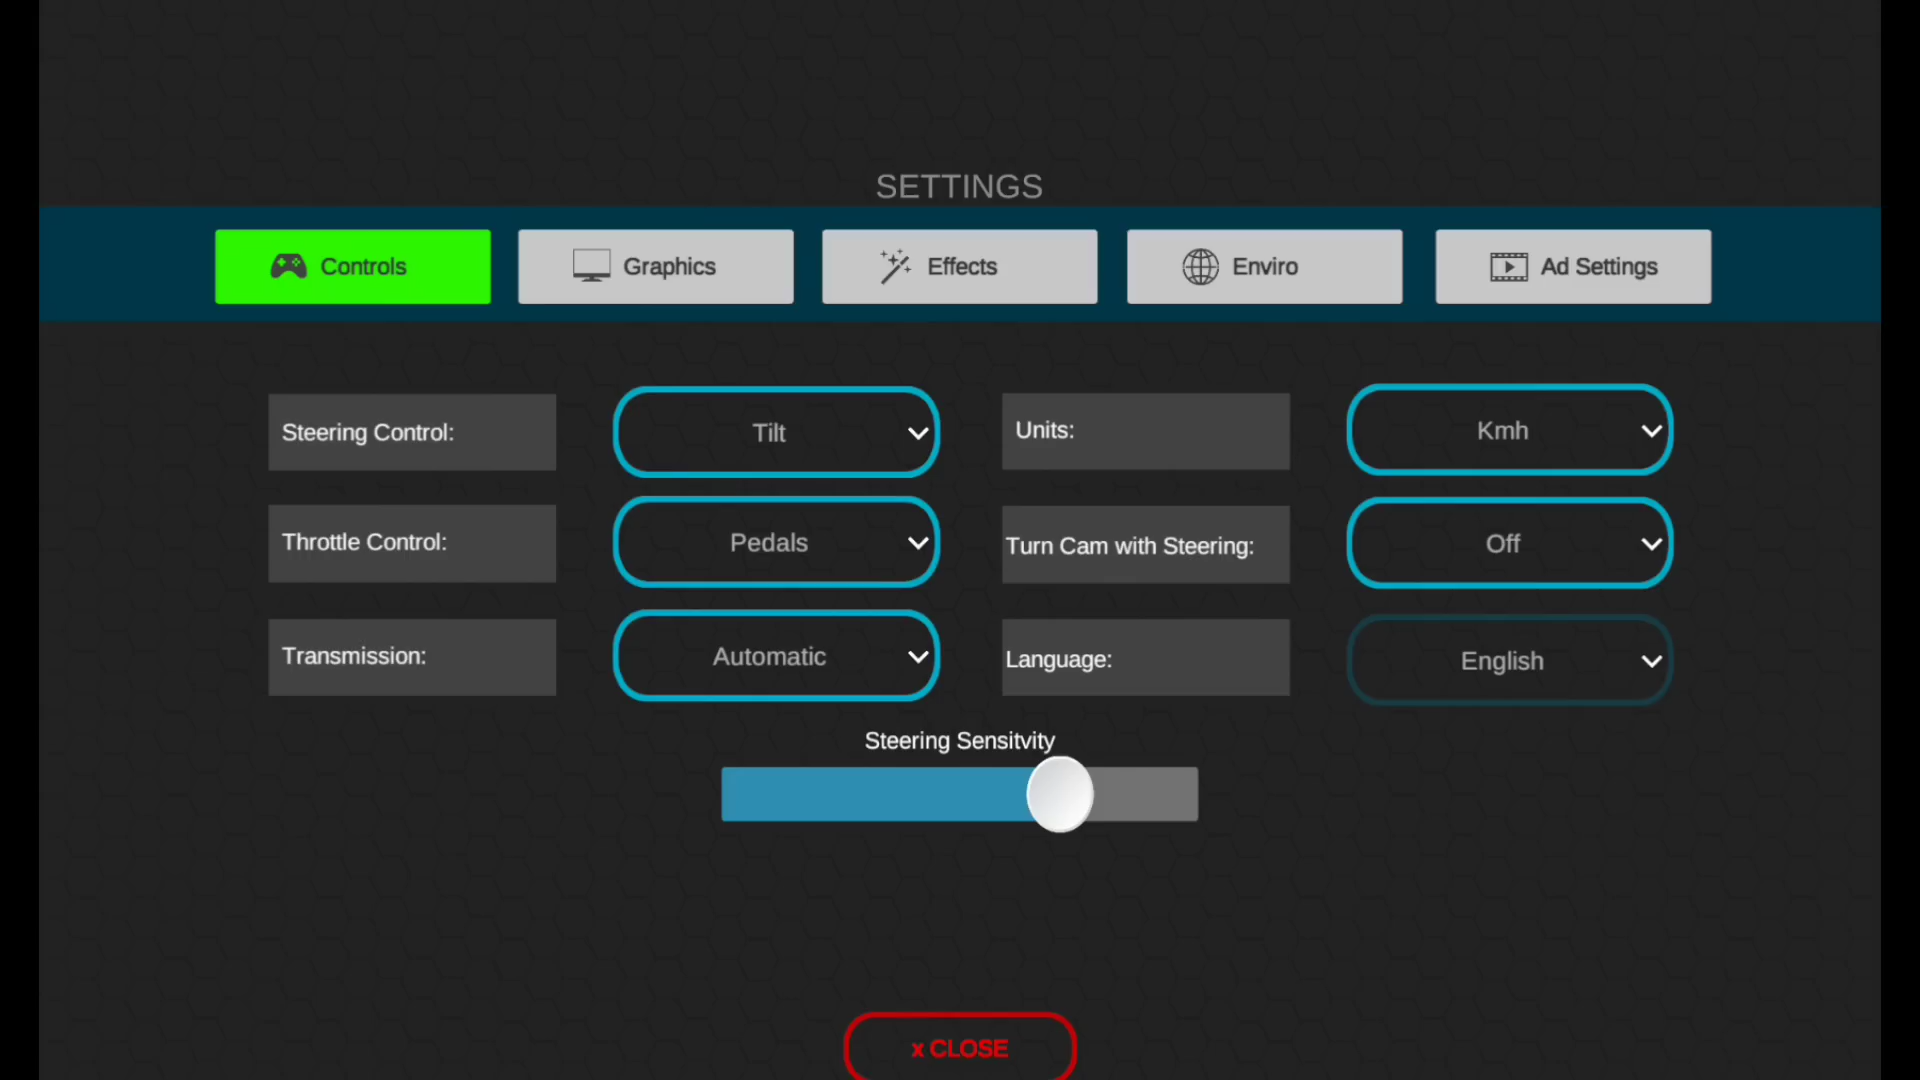 SETTINGS
Controls
Graphics
Effects
Enviro
Ad Settings
Steering Control:
Tilt
Units:
Kmh
Throttle Control:
Pedals
Turn Cam with Steering:
Off
Transmission:
Automatic
Language:
English
Steering Sensitvity
x CLOSE